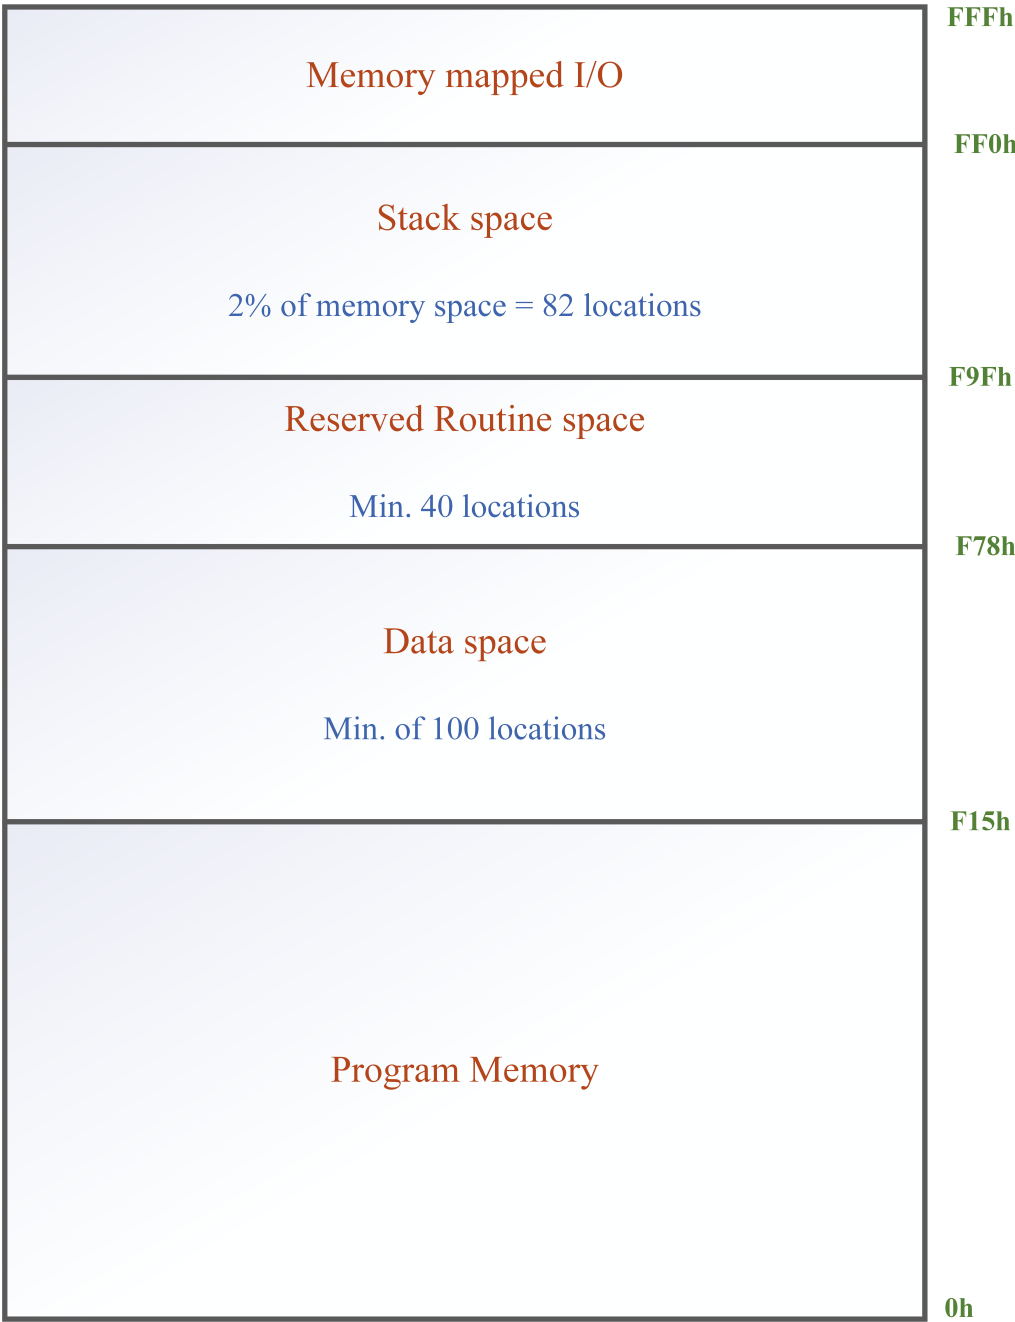 FFFh
Memory mapped I/O
FF0h
Stack space
2% of memory space = 82 locations
F9Fh
Reserved Routine space
Min. 40 locations
F78h
Data space
Min. of 100 locations
F15h
Program Memory
0h